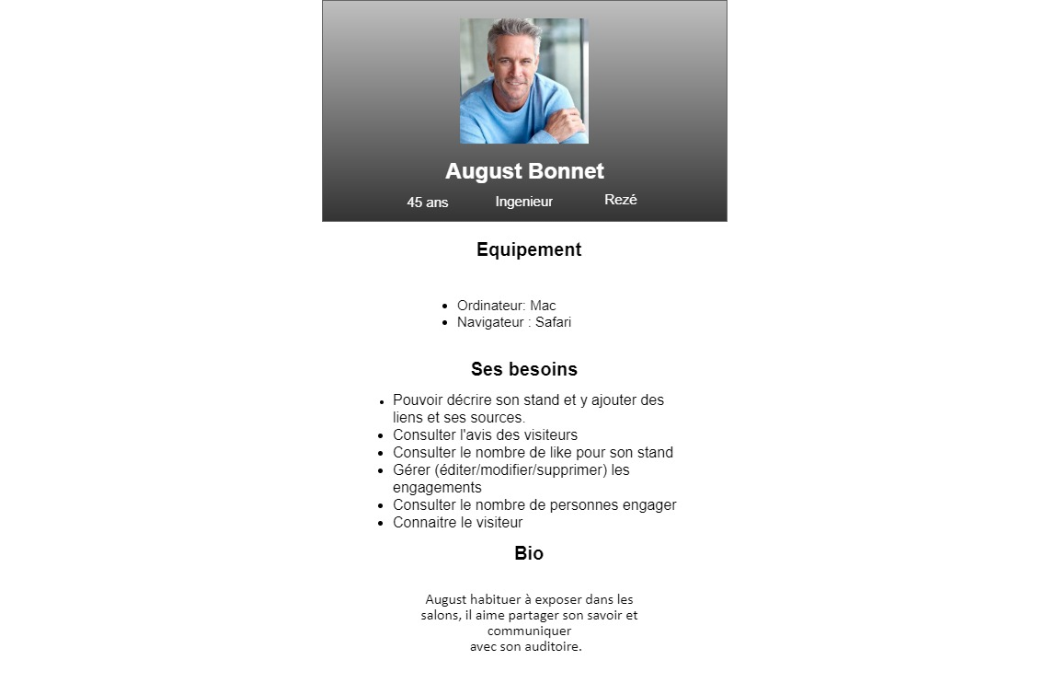 August Bonnet
45 ans Ingenieur Rezé
Equipement
• Ordinateur: Mac
• Navigateur : Safari
Ses besoins
• Pouvoir décrire son stand et y ajouter des
liens et ses sources.
• Consulter l'avis des visiteurs
• Consulter le nombre de like pour son stand
• Gérer (éditer/modifier/supprimer) les
engagements
• Consulter le nombre de personnes engager
• Connaitre le visiteur
Bio
August habituer à exposer dans les
salons, il aime partager son savoir et
communiquer
avec son auditoire.